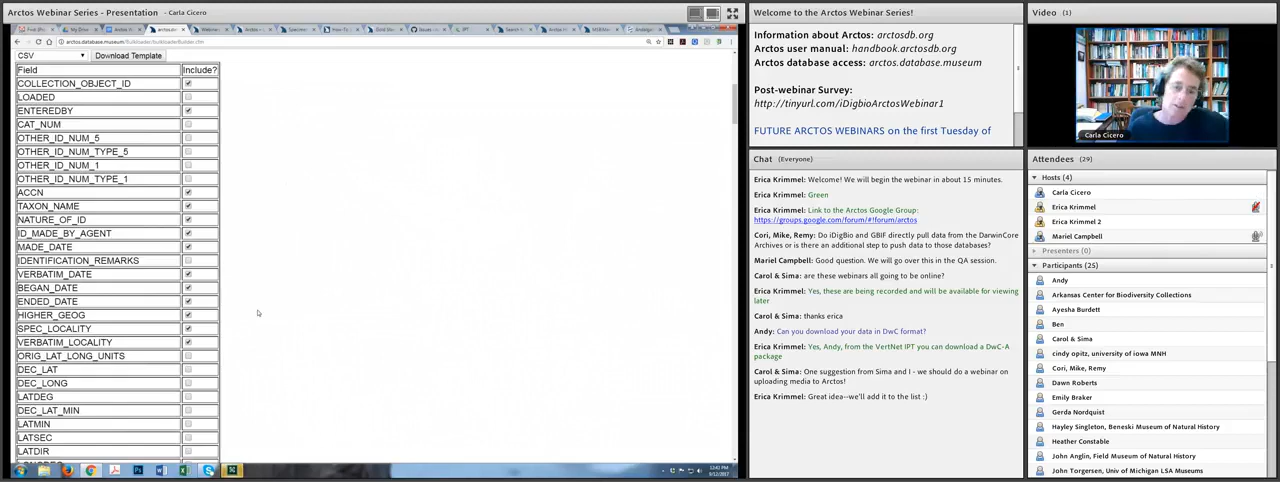 Arctos Webinar Series - Presentation - Carla Cicero
arctos.database.museum/Bulkloader/bulkloaderBuilder.cfm
CSV
Download Template
Field Include?
COLLECTION_OBJECT_ID
LOADED
ENTEREDBY
CAT_NUM
OTHER_ID_NUM_5
OTHER_ID_NUM_TYPE_5
OTHER_ID_NUM_1
OTHER_ID_NUM_TYPE_1
ACCN
TAXON_NAME
NATURE_OF_ID
ID_MADE_BY_AGENT
MADE_DATE
IDENTIFICATION_REMARKS
VERBATIM_DATE
BEGAN_DATE
ENDED_DATE
HIGHER_GEOG
SPEC_LOCALITY
VERBATIM_LOCALITY
ORIG_LAT_LONG_UNITS
DEC_LAT
DEC_LONG
LATDEG
DEC_LAT_MIN
LATMIN
LATSEC
LATDIR
12:41 PM
9/12/2017
Welcome to the Arctos Webinar Series!
Information about Arctos: arctosdb.org
Arctos user manual: handbook.arctosdb.org
Arctos database access: arctos.database.museum
Post-webinar Survey:
http://tinyurl.com/iDigbioArctosWebinar1
FUTURE ARCTOS WEBINARS on the first Tuesday of
Chat (Everyone)
Erica Krimmel: Welcome! We will begin the webinar in about 15 minutes.
Erica Krimmel: Green
Erica Krimmel: Link to the Arctos Google Group:
https://groups.google.com/forum/#!forum/arctos
Cori, Mike, Remy: Do iDigBio and GBIF directly pull data from the DarwinCore
Archives or is there an additional step to push data to those databases?
Mariel Campbell: Good question. We will go over this in the QA session.
Carol & Sima: are these webinars all going to be online?
Erica Krimmel: Yes, these are being recorded and will be available for viewing
later
Carol & Sima: thanks erica
Andy: Can you download your data in DwC format?
Erica Krimmel: Yes, Andy, from the VertNet IPT you can download a DwC-A
package
Carol & Sima: One suggestion from Sima and I - we should do a webinar on
uploading media to Arctos!
Erica Krimmel: Great idea--we'll add it to the list :)
Video (1)
Carla Cicero
Attendees (29)
Hosts (4)
Carla Cicero
Erica Krimmel
Erica Krimmel 2
Mariel Campbell
Presenters (0)
Participants (25)
Andy
Arkansas Center for Biodiversity Collections
Ayesha Burdett
Ben
Carol & Sima
cindy opitz, university of iowa MNH
Cori, Mike, Remy
Dawn Roberts
Emily Braker
Gerda Nordquist
Hayley Singleton, Beneski Museum of Natural History
Heather Constable
John Anglin, Field Museum of Natural History
John Torgersen, Univ of Michigan LSA Museums